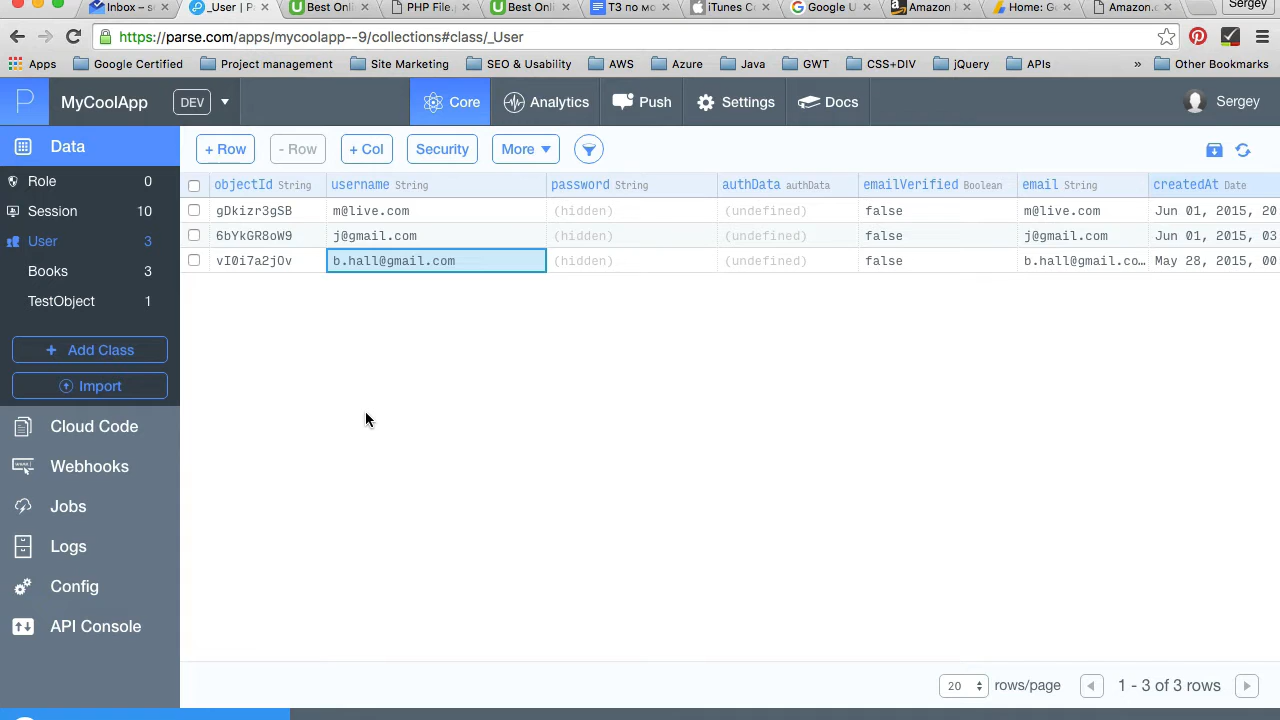 Inbox – s
_User | P
Best Onli
PHP File.
Best Onli
T3 no mo
iTunes Co
Google U
Amazon
Home: G
Amazon.c
Sergey
https://parse.com/apps/mycoolapp--9/collections#class/_User
Apps Google Certified Project management Site Marketing SEO & Usability AWS Azure Java GWT CSS+DIV jQuery APIs » Other Bookmarks
MyCoolApp DEV Core Analytics Push Settings Docs Sergey
Data
+ Row - Row + Col Security More
Role 0
Session 10
User 3
Books 3
TestObject 1
+ Add Class
Import
Cloud Code
Webhooks
Jobs
Logs
Config
API Console
objectId String username String password String authData authData emailVerified Boolean email String createdAt Date
gDkizr3gSB m@live.com (hidden) (undefined) false m@live.com Jun 01, 2015, 20
6bYkGR8oW9 j@gmail.com (hidden) (undefined) false j@gmail.com Jun 01, 2015, 03
vI0i7a2jOv b.hall@gmail.com (hidden) (undefined) false b.hall@gmail.co… May 28, 2015, 00
20 rows/page 1 - 3 of 3 rows